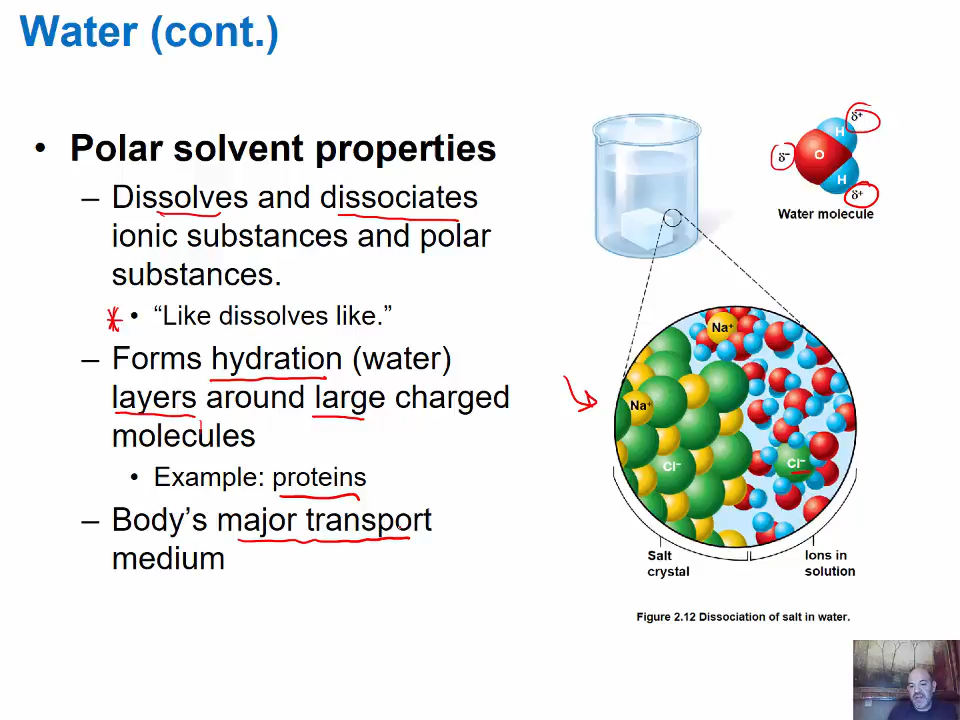 Water (cont.)
• Polar solvent properties
– Dissolves and dissociates
ionic substances and polar
substances.
• “Like dissolves like.”
– Forms hydration (water)
layers around large charged
molecules
• Example: proteins
– Body’s major transport
medium
δ+
H
δ−
O
H
δ+
Water molecule
Na+
Na+
Cl−
Cl−
Salt
crystal
Ions in
solution
Figure 2.12 Dissociation of salt in water.